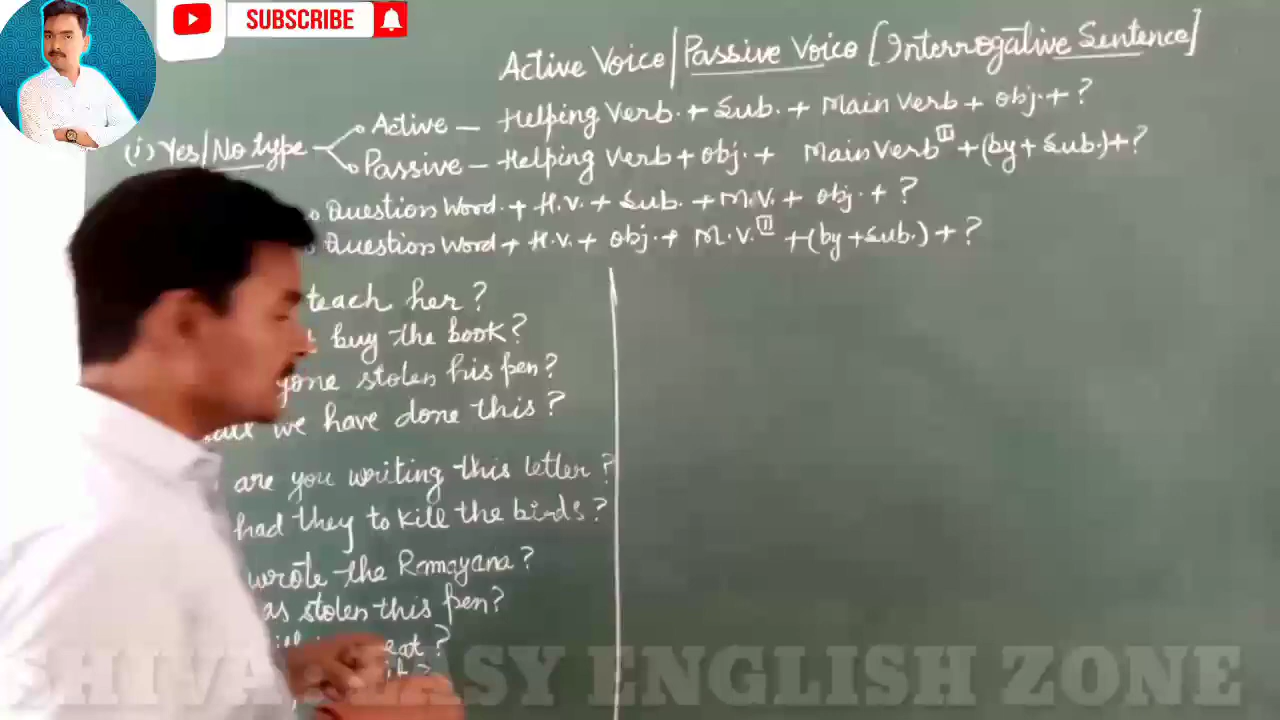 SUBSCRIBE
Active Voice/Passive Voice [Interrogative Sentence]
(i) Yes/No type
Active - Helping Verb. + Sub. + Main Verb + Obj. + ?
Passive - Helping Verb + Obj. + Main Verb III + (by + Sub.) + ?
Question Word. + H.V. + Sub. + M.V. + Obj. + ?
Question Word + H.V. + Obj. + M.V. III + (by + Sub.) + ?
teach her?
buy the book?
stolen his pen?
we have done this?
are you writing this letter?
had they to kill the birds?
wrote the Ramayana?
stolen this pen?
eat?
EASY ENGLISH ZONE